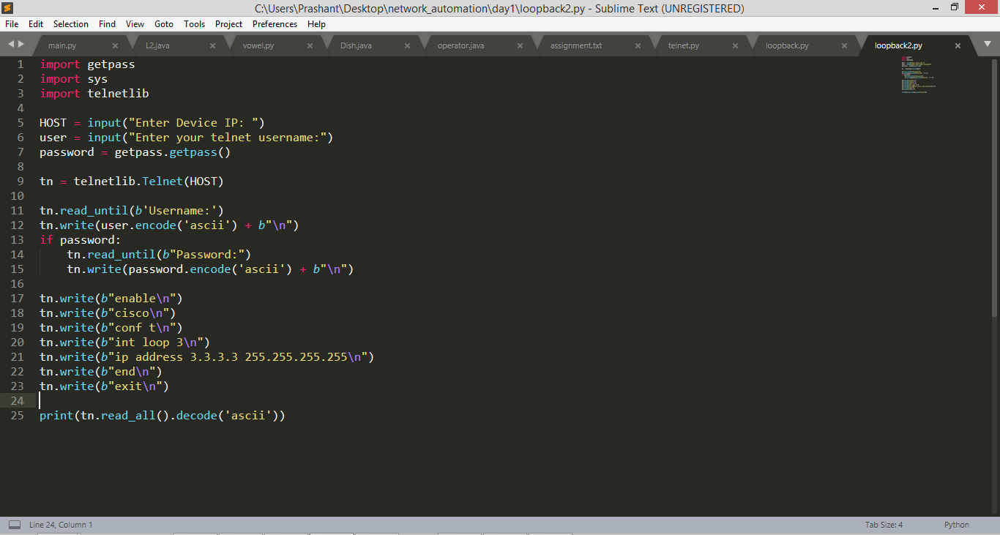 C:\Users\Prashant\Desktop\network_automation\day1\loopback2.py - Sublime Text (UNREGISTERED)
File Edit Selection Find View Goto Tools Project Preferences Help
main.py L2.java vowel.py Dish.java operator.java assignment.txt telnet.py loopback.py loopback2.py
1 import getpass
2 import sys
3 import telnetlib
4
5 HOST = input("Enter Device IP: ")
6 user = input("Enter your telnet username:")
7 password = getpass.getpass()
8
9 tn = telnetlib.Telnet(HOST)
10
11 tn.read_until(b'Username:')
12 tn.write(user.encode('ascii') + b"\n")
13 if password:
14     tn.read_until(b"Password:")
15     tn.write(password.encode('ascii') + b"\n")
16
17 tn.write(b"enable\n")
18 tn.write(b"cisco\n")
19 tn.write(b"conf t\n")
20 tn.write(b"int loop 3\n")
21 tn.write(b"ip address 3.3.3.3 255.255.255.255\n")
22 tn.write(b"end\n")
23 tn.write(b"exit\n")
24
25 print(tn.read_all().decode('ascii'))
Line 24, Column 1 Tab Size: 4 Python